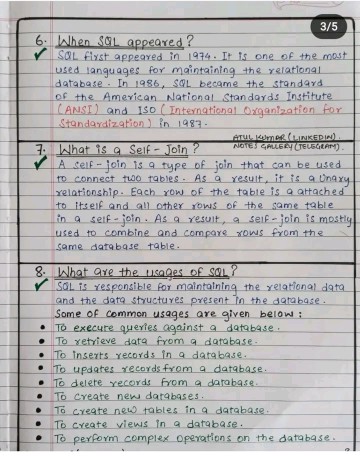 3/5
6. When SQL appeared?
SQL first appeared in 1974. It is one of the most
used languages for maintaining the relational
database. In 1986, SQL became the standard
of the American National Standards Institute
(ANSI) and ISO (International Organization for
Standardization) in 1987.
ATUL KUMAR (LINKEDIN).
NOTES GALLERY (TELEGRAM).
7. What is a Self-Join?
A self-join is a type of join that can be used
to connect two tables. As a result, it is a Unary
relationship. Each row of the table is a attached
to itself and all other rows of the same table
in a self-join. As a result, a self-join is mostly
used to combine and compare rows from the
same database table.
8. What are the usages of SQL?
SQL is responsible for maintaining the relational data
and the data structures present in the database.
Some of common usages are given below:
• To execute queries against a database.
• To retrieve data from a database.
• To inserts records in a database.
• To updates records from a database.
• To delete records from a database.
• To create new databases.
• To create new tables in a database.
• To create views in a database.
• To perform complex operations on the database.